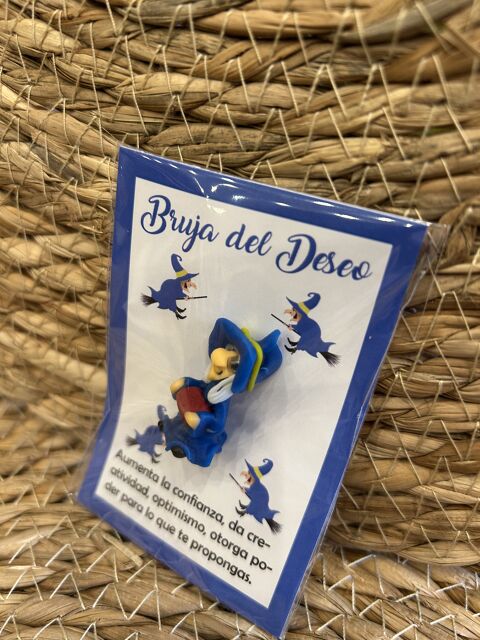 Bruja del Deseo
Aumenta la confianza, da cre-
atividad, optimismo, otorga po-
der para lo que te propongas.